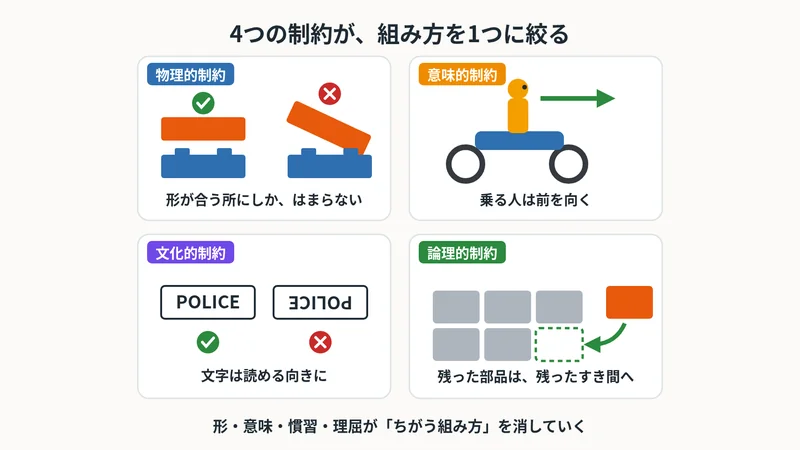 4つの制約が、組み方を1つに絞る
物理的制約
形が合う所にしか、はまらない
意味的制約
乗る人は前を向く
文化的制約
POLICE
POLICE
文字は読める向きに
論理的制約
残った部品は、残ったすき間へ
形・意味・慣習・理屈が「ちがう組み方」を消していく